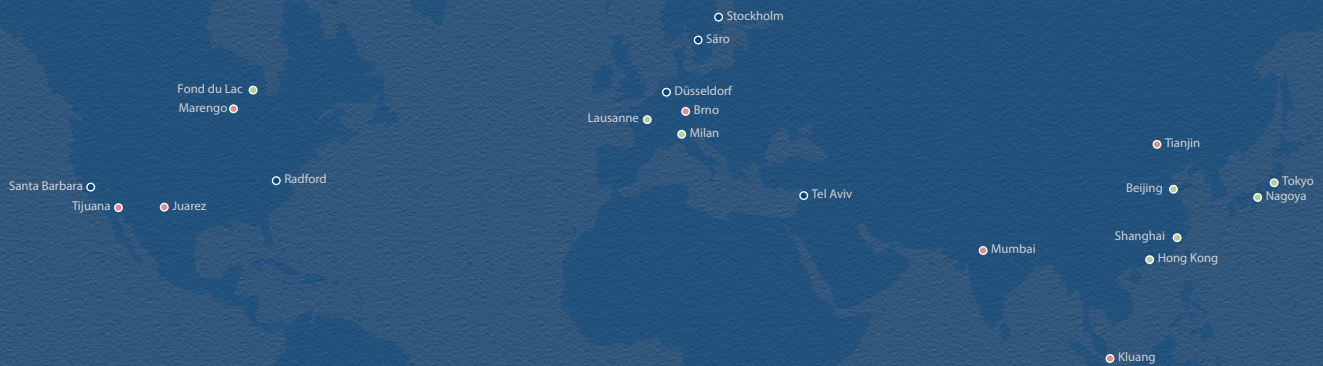 Stockholm
Säro
Fond du Lac
Düsseldorf
Marengo
Brno
Lausanne
Milan
Tianjin
Radford
Tokyo
Santa Barbara
Beijing
Tel Aviv
Nagoya
Tijuana
Juarez
Shanghai
Mumbai
Hong Kong
Kluang